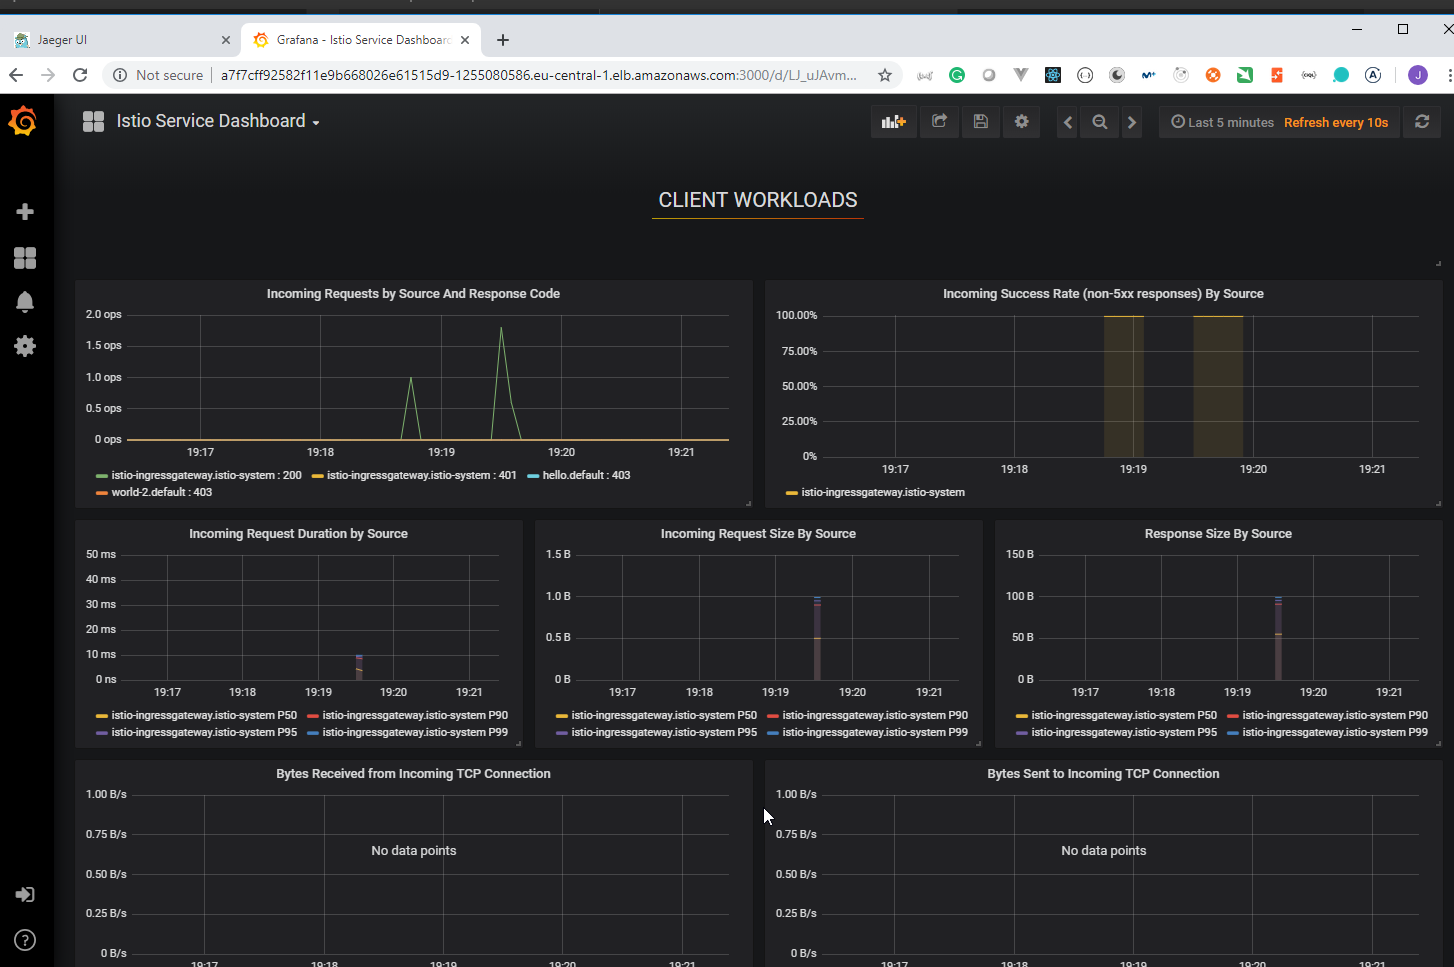 Jaeger UI
Grafana - Istio Service Dashboard
Not secure
a7f7cff92582f11e9b668026e61515d9-1255080586.eu-central-1.elb.amazonaws.com:3000/d/LJ_uJAvm...
J
Istio Service Dashboard
Last 5 minutes Refresh every 10s
CLIENT WORKLOADS
Incoming Requests by Source And Response Code
2.0 ops
1.5 ops
1.0 ops
0.5 ops
0 ops
19:17 19:18 19:19 19:20 19:21
istio-ingressgateway.istio-system : 200 istio-ingressgateway.istio-system : 401 hello.default : 403
world-2.default : 403
Incoming Success Rate (non-5xx responses) By Source
100.00%
75.00%
50.00%
25.00%
0%
19:17 19:18 19:19 19:20 19:21
istio-ingressgateway.istio-system
Incoming Request Duration by Source
50 ms
40 ms
30 ms
20 ms
10 ms
0 ns
19:17 19:18 19:19 19:20 19:21
istio-ingressgateway.istio-system P50 istio-ingressgateway.istio-system P90
istio-ingressgateway.istio-system P95 istio-ingressgateway.istio-system P99
Incoming Request Size By Source
1.5 B
1.0 B
0.5 B
0 B
19:17 19:18 19:19 19:20 19:21
istio-ingressgateway.istio-system P50 istio-ingressgateway.istio-system P90
istio-ingressgateway.istio-system P95 istio-ingressgateway.istio-system P99
Response Size By Source
150 B
100 B
50 B
0 B
19:17 19:18 19:19 19:20 19:21
istio-ingressgateway.istio-system P50 istio-ingressgateway.istio-system P90
istio-ingressgateway.istio-system P95 istio-ingressgateway.istio-system P99
Bytes Received from Incoming TCP Connection
1.00 B/s
0.75 B/s
No data points
0.50 B/s
0.25 B/s
0 B/s
19:17 19:18 19:19 19:20 19:21
Bytes Sent to Incoming TCP Connection
1.00 B/s
0.75 B/s
No data points
0.50 B/s
0.25 B/s
0 B/s
19:17 19:18 19:19 19:20 19:21